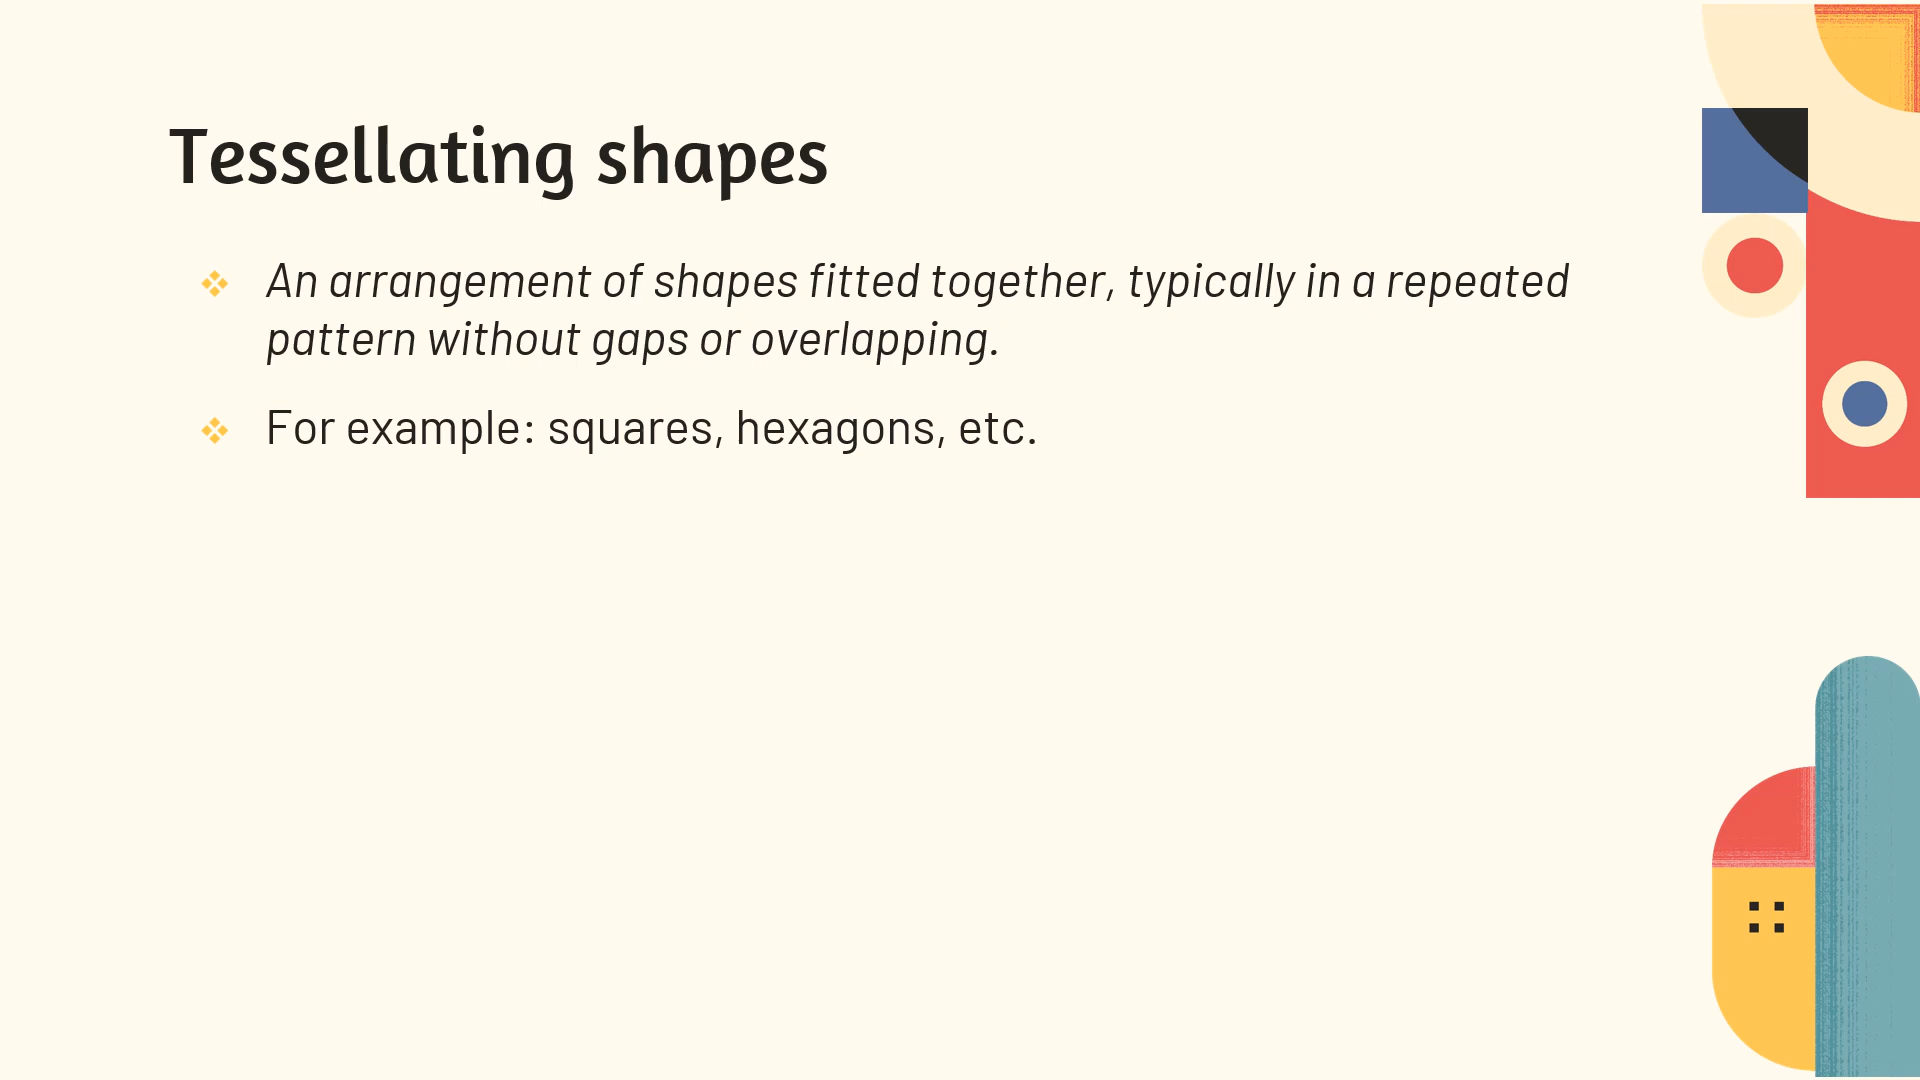 Tessellating shapes
An arrangement of shapes fitted together, typically in a repeated
pattern without gaps or overlapping.
For example: squares, hexagons, etc.